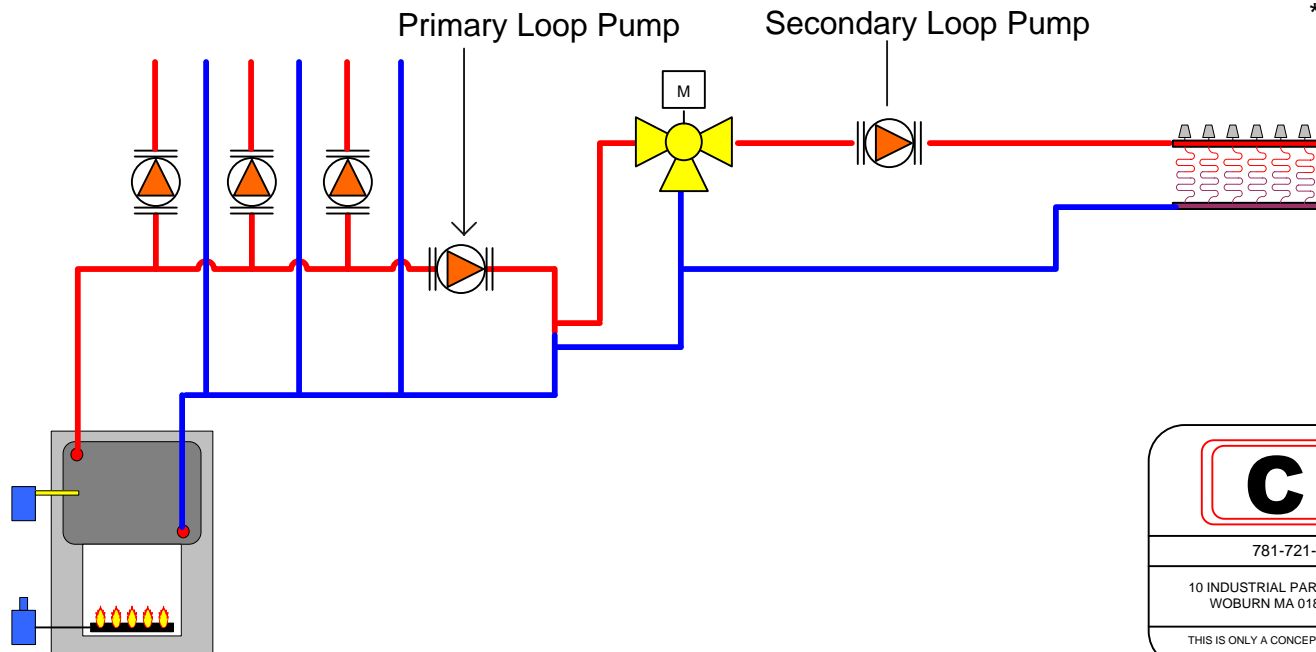 Primary Loop Pump
Secondary Loop Pump
*
M
C
781-721-
10 INDUSTRIAL PAR
WOBURN MA 018
THIS IS ONLY A CONCEP